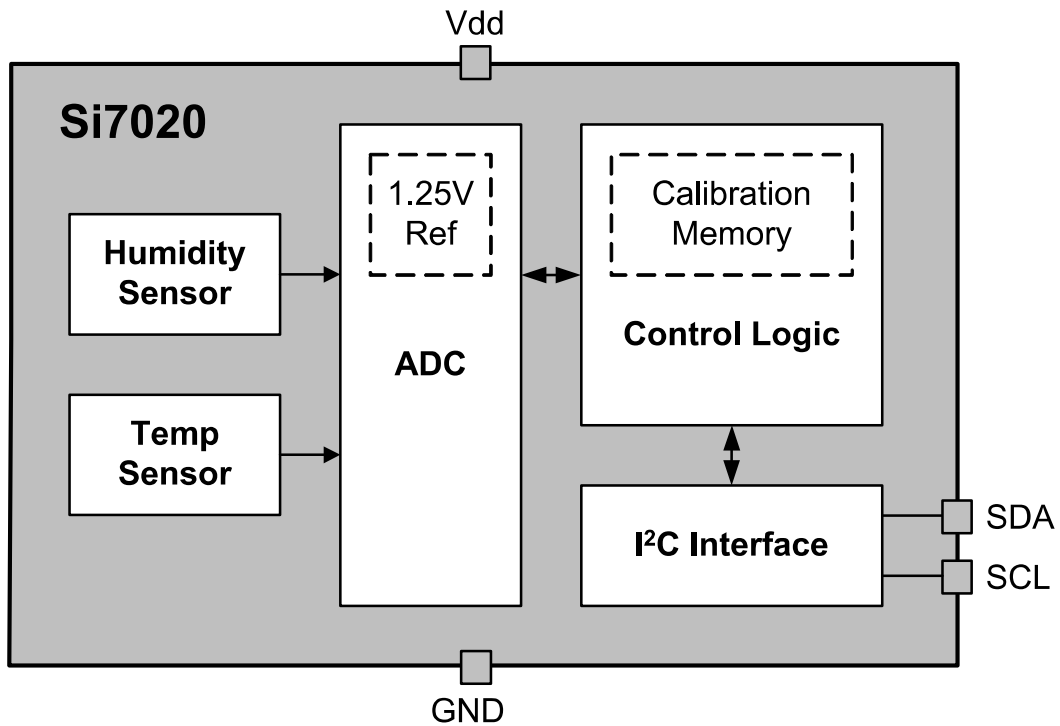 Vdd
Si7020
1.25V
Ref
Calibration
Memory
Humidity
Sensor
Control Logic
ADC
Temp
Sensor
I²C Interface
SDA
SCL
GND